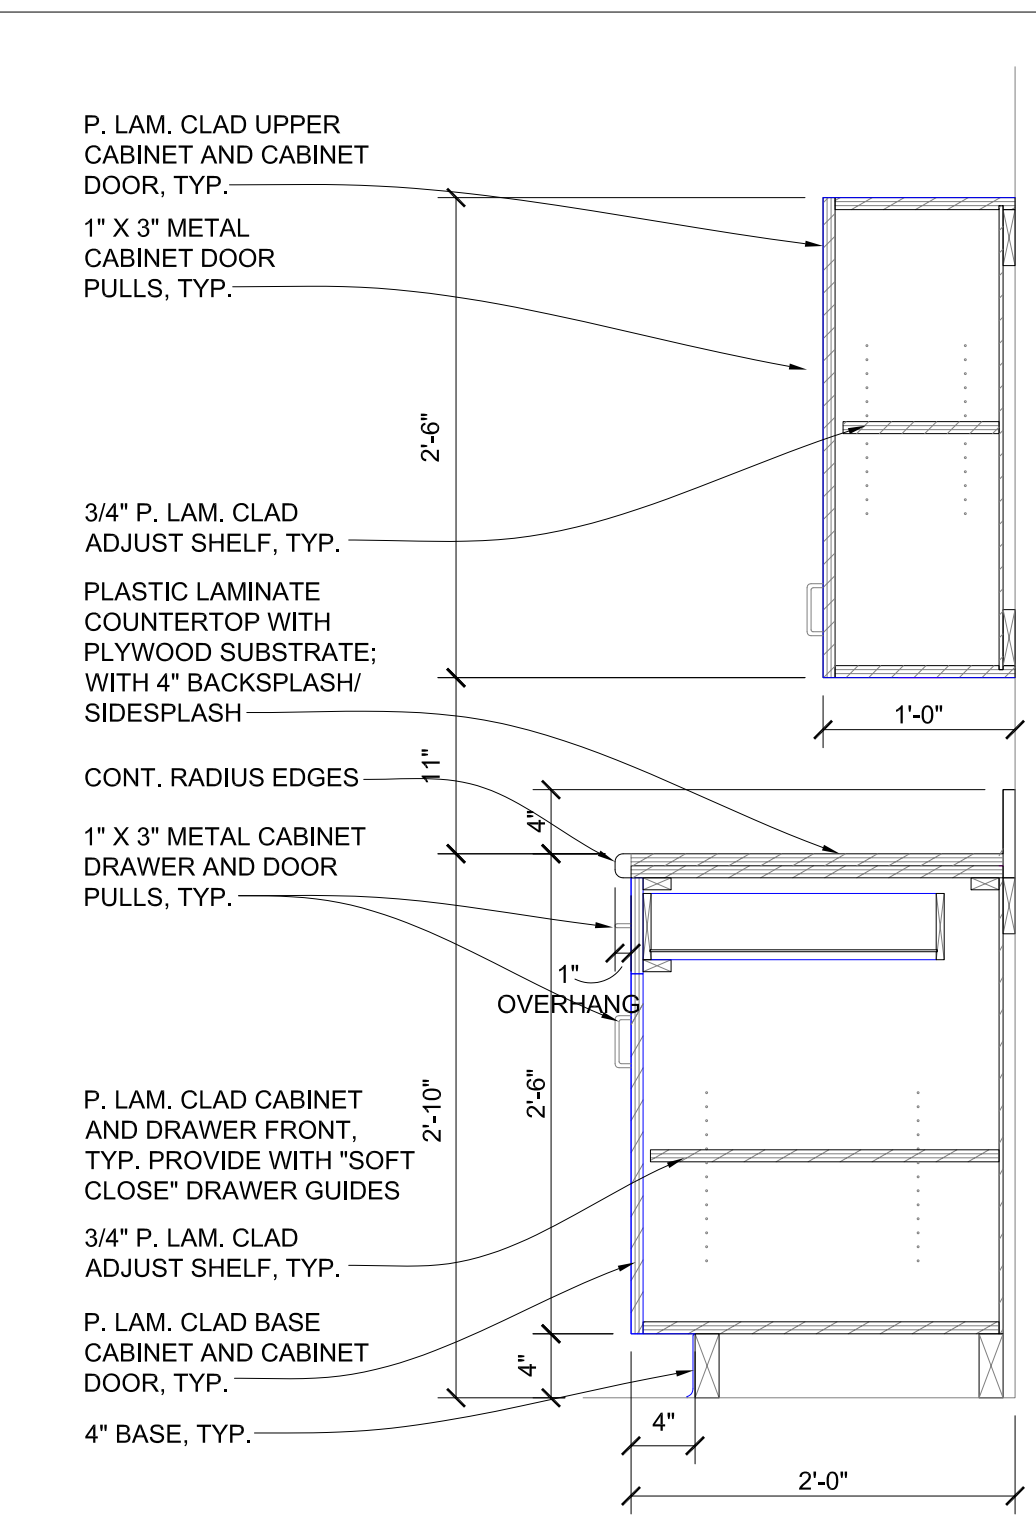 P. LAM. CLAD UPPER
CABINET AND CABINET
DOOR, TYP.
1" X 3" METAL
CABINET DOOR
PULLS, TYP.
2'-6"
3/4" P. LAM. CLAD
ADJUST SHELF, TYP.
PLASTIC LAMINATE
COUNTERTOP WITH
PLYWOOD SUBSTRATE;
WITH 4" BACKSPLASH/
SIDESPLASH
1'-0"
11"
CONT. RADIUS EDGES
4"
1" X 3" METAL CABINET
DRAWER AND DOOR
PULLS, TYP.
1"
OVERHANG
2'-10"
2'-6"
P. LAM. CLAD CABINET
AND DRAWER FRONT,
TYP. PROVIDE WITH "SOFT
CLOSE" DRAWER GUIDES
3/4" P. LAM. CLAD
ADJUST SHELF, TYP.
P. LAM. CLAD BASE
CABINET AND CABINET
DOOR, TYP.
4"
4" BASE, TYP.
4"
2'-0"